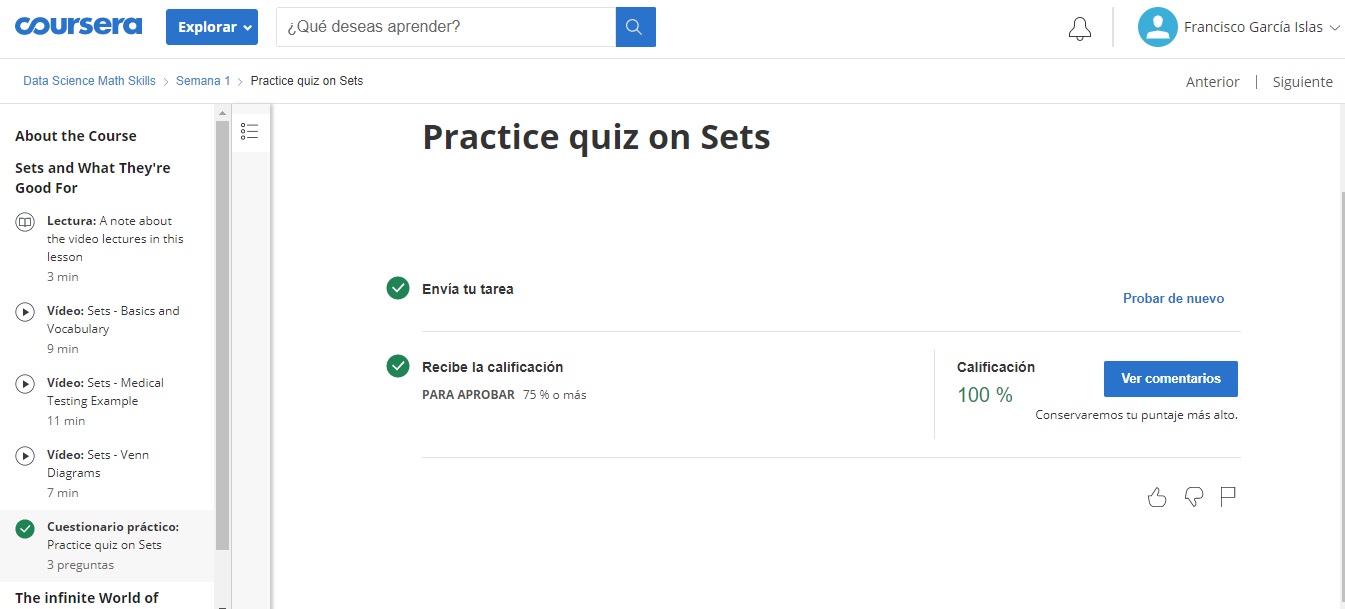 coursera
Explorar
¿Qué deseas aprender?
Francisco García Islas
Data Science Math Skills
Semana 1
Practice quiz on Sets
Anterior
Siguiente
About the Course
Sets and What They're
Good For
Lectura: A note about
the video lectures in this
lesson
3 min
Vídeo: Sets - Basics and
Vocabulary
9 min
Vídeo: Sets - Medical
Testing Example
11 min
Vídeo: Sets - Venn
Diagrams
7 min
Cuestionario práctico:
Practice quiz on Sets
3 preguntas
The infinite World of
Practice quiz on Sets
Envía tu tarea
Probar de nuevo
Recibe la calificación
PARA APROBAR 75 % o más
Calificación
100 %
Ver comentarios
Conservaremos tu puntaje más alto.